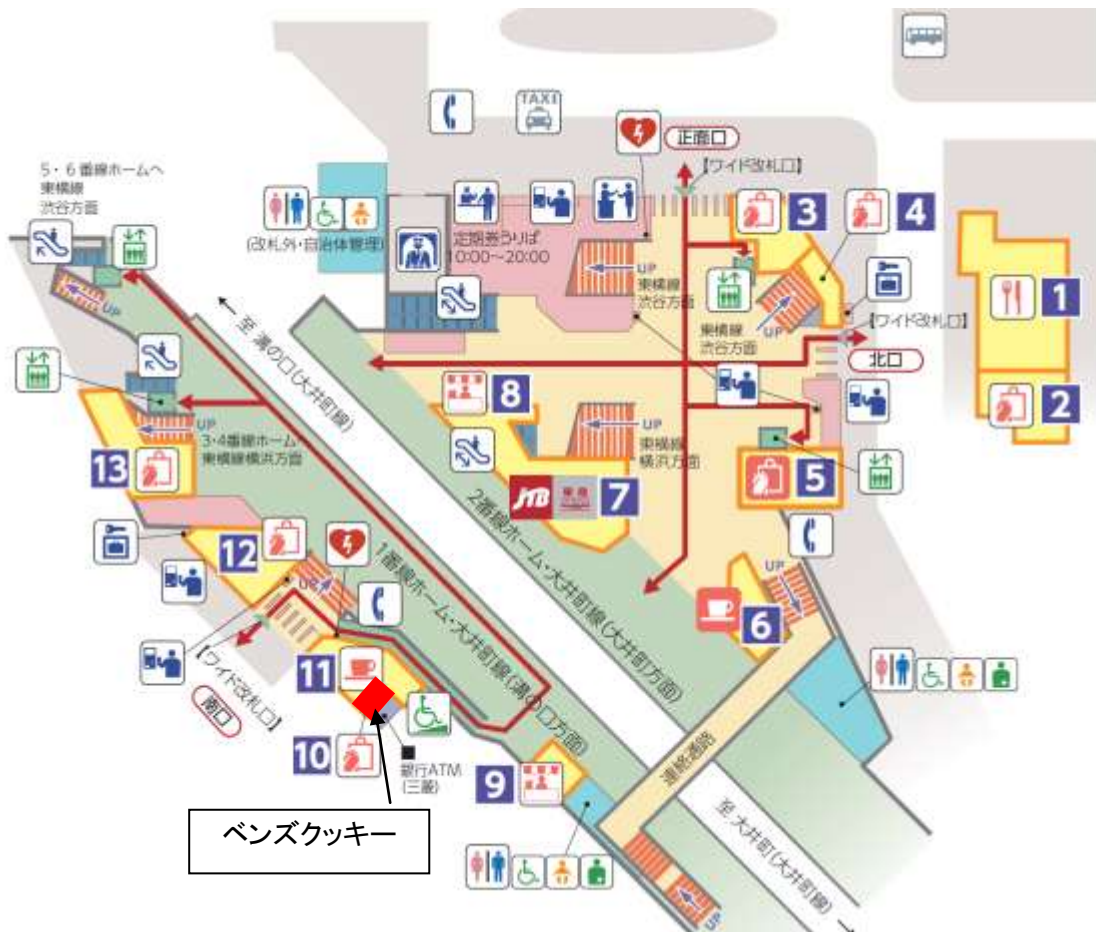 TAXI
正面口
【ワイド改札口】
5・6番線ホームへ
東横線
渋谷方面
3
4
(改札外・自治体管理)
定期券うりば
10:00～20:00
UP
東横線
渋谷方面
1
UP
東横線
渋谷方面
UP
【ワイド改札口】
北口
至 溝の口(大井町線)
8
2
UP
3・4番線ホームへ
東横線横浜方面
UP
東横線
横浜方面
13
5
JTB
東急
7
2番線ホーム・大井町線(大井町方面)
12
1番線ホーム・大井町線(溝の口方面)
UP
UP
6
【ワイド改札口】
南口
11
10
銀行ATM
(三菱)
9
連絡通路
至 大井町(大井町線)
ベンズクッキー
UP